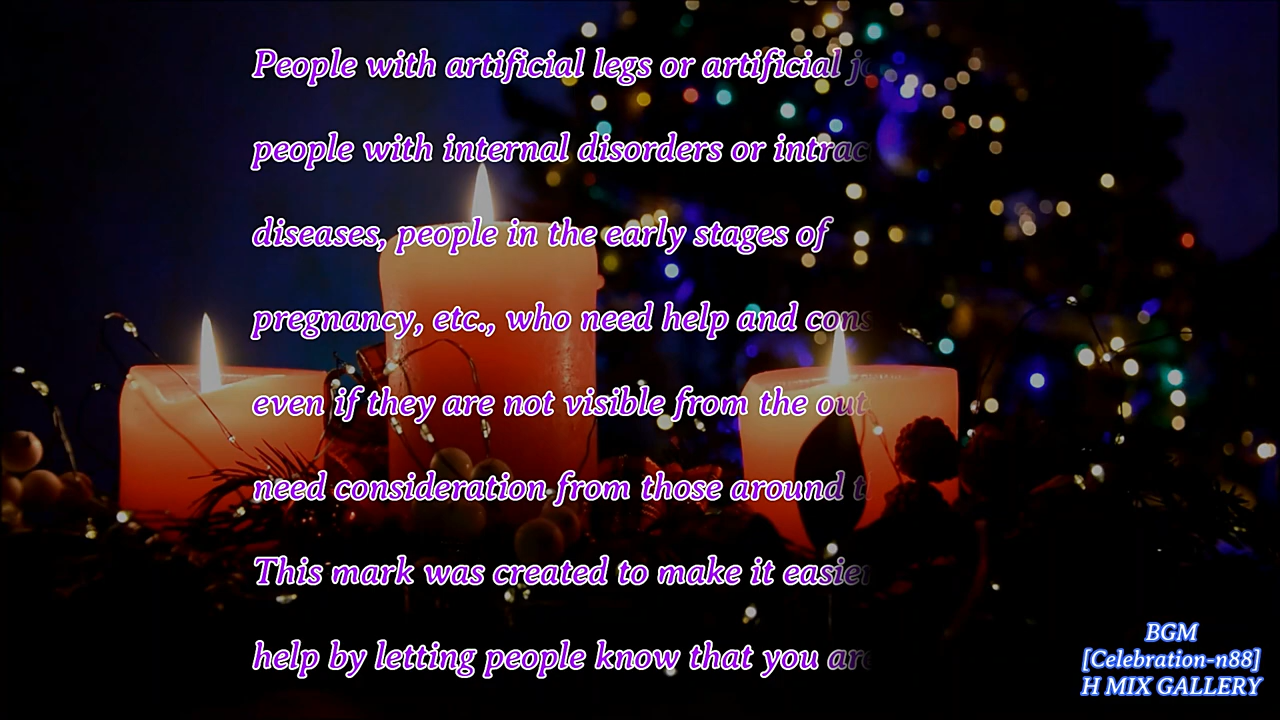 People with artificial legs or artificial
people with internal disorders or
diseases, people in the early stages of
pregnancy, etc., who need help and
even if they are not visible from the
need consideration from those around
This mark was created to make it
help by letting people know that you are
BGM
[Celebration-n88]
H MIX GALLERY